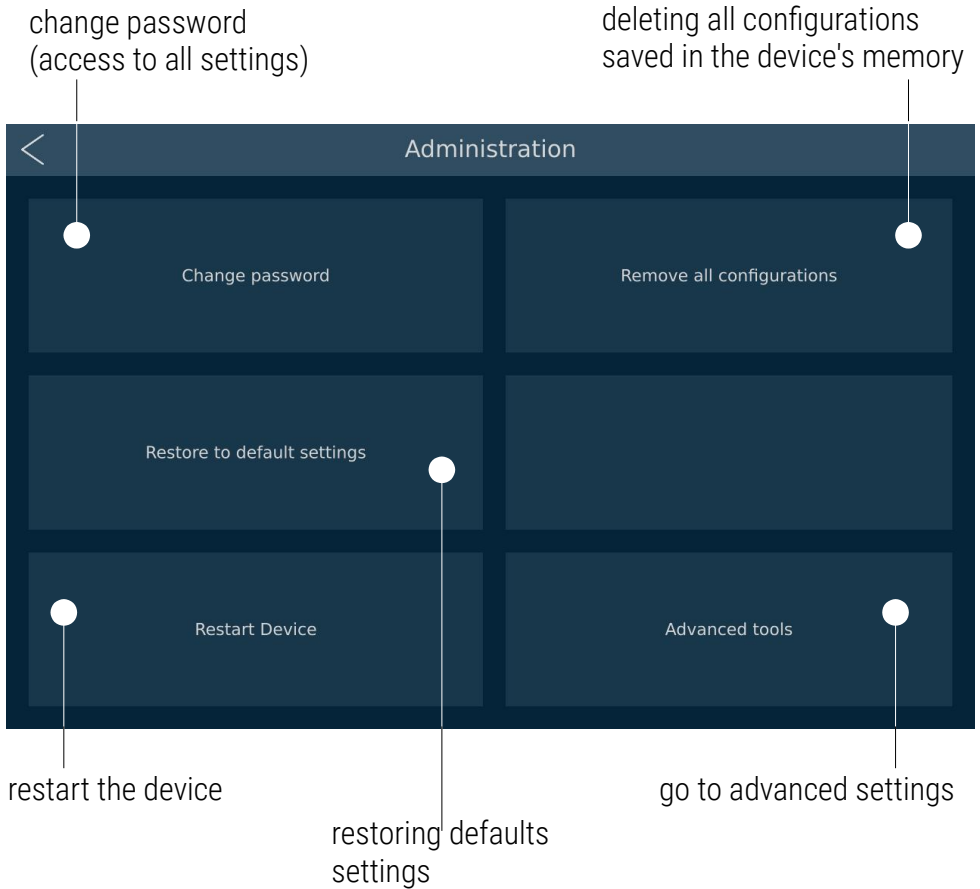 change password
(access to all settings)
deleting all configurations
saved in the device's memory
Administration
Change password
Remove all configurations
Restore to default settings
Restart Device
Advanced tools
restart the device
go to advanced settings
restoring defaults
settings